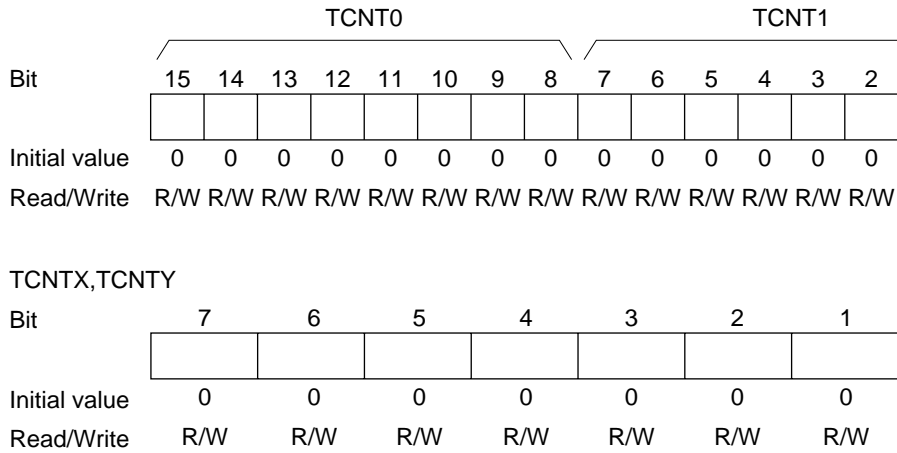 TCNT0 TCNT1
Bit 15 14 13 12 11 10 9 8 7 6 5 4 3 2
Initial value 0 0 0 0 0 0 0 0 0 0 0 0 0 0
Read/Write R/W R/W R/W R/W R/W R/W R/W R/W R/W R/W R/W R/W R/W R/W
TCNTX,TCNTY
Bit 7 6 5 4 3 2 1
Initial value 0 0 0 0 0 0 0
Read/Write R/W R/W R/W R/W R/W R/W R/W